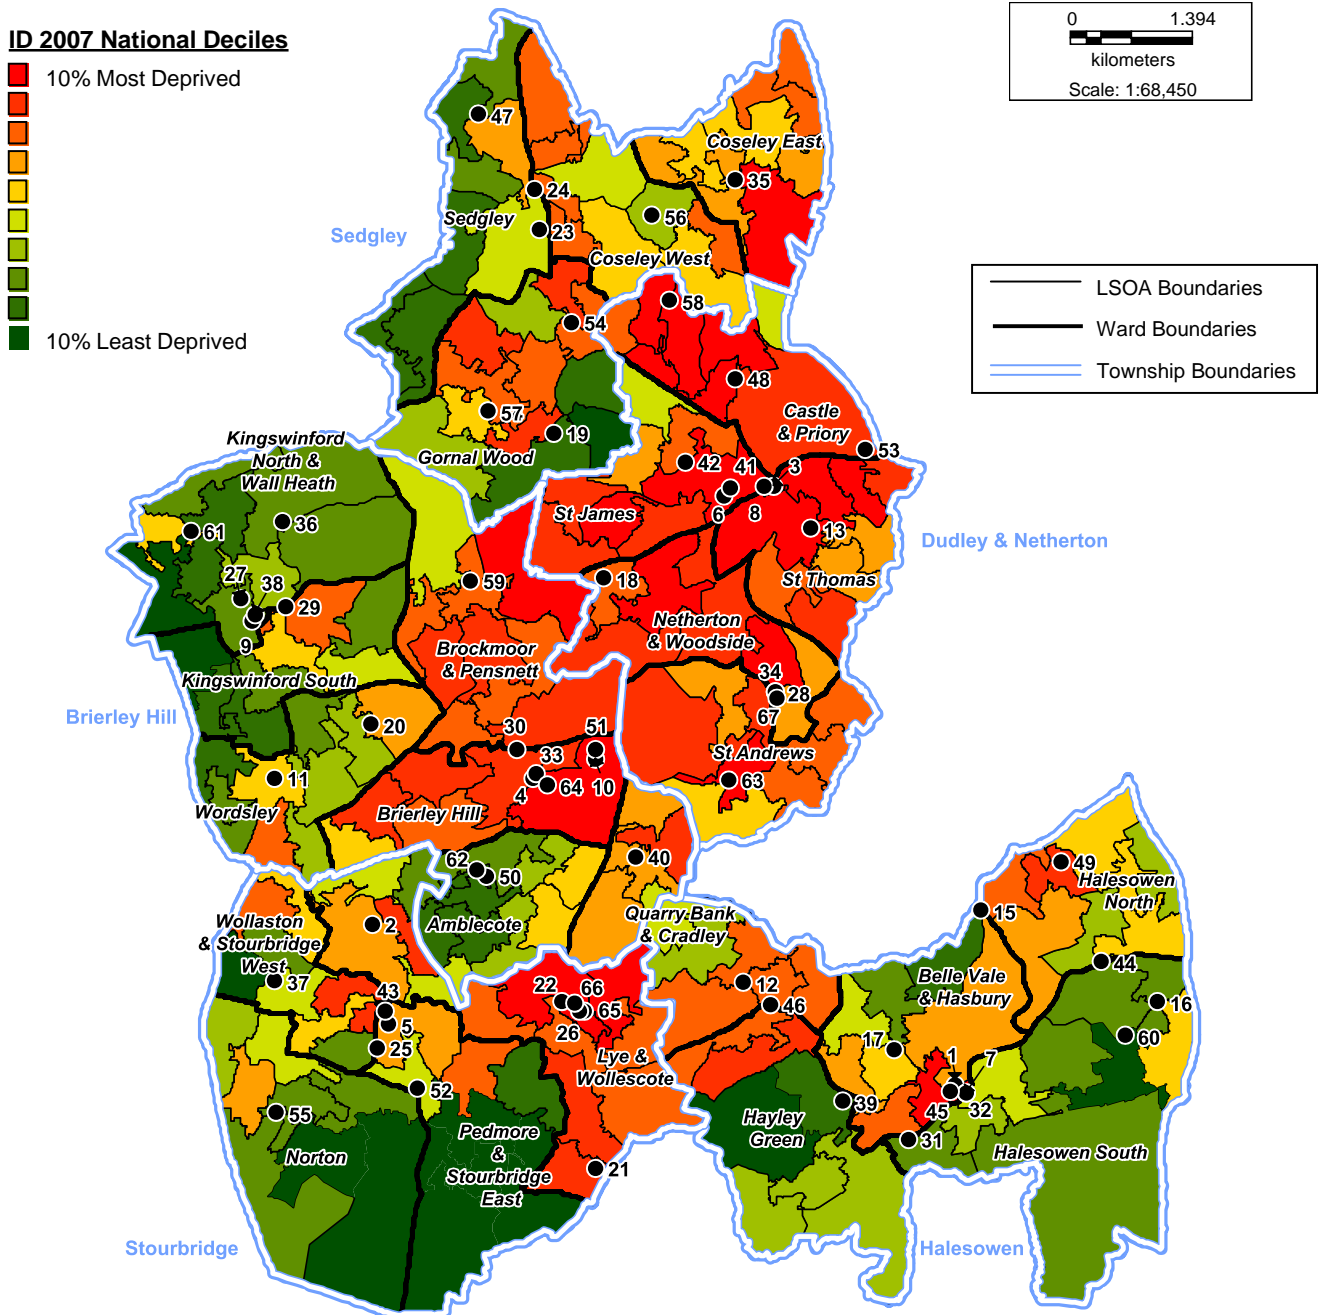 ID 2007 National Deciles
10% Most Deprived
10% Least Deprived
0 1.394
kilometers
Scale: 1:68,450
LSOA Boundaries
Ward Boundaries
Township Boundaries
47
Coseley East
35
24
Sedgley
56
23
Sedgley
Coseley West
58
54
48
57
Castle
& Priory
19
Kingswinford
North &
Wall Heath
Gornal Wood
53
42
41
3
6
8
St James
36
61
13
Dudley & Netherton
59
18
St Thomas
27
38
29
9
Netherton
& Woodside
Brockmoor
& Pensnett
Kingswinford South
34
28
67
Brierley Hill
20
30
51
St Andrews
33
11
4
64
10
63
Wordsley
Brierley Hill
62
50
40
49
Halesowen
North
15
Wollaston
& Stourbridge
West
2
Amblecote
Quarry Bank
& Cradley
44
37
Belle Vale
& Hasbury
12
43
22
66
46
16
5
26
65
60
25
17
Lye &
Wollescote
1
7
52
39
45
32
55
Hayley
Green
Pedmore
&
Stourbridge
East
31
Norton
Halesowen South
21
Stourbridge
Halesowen